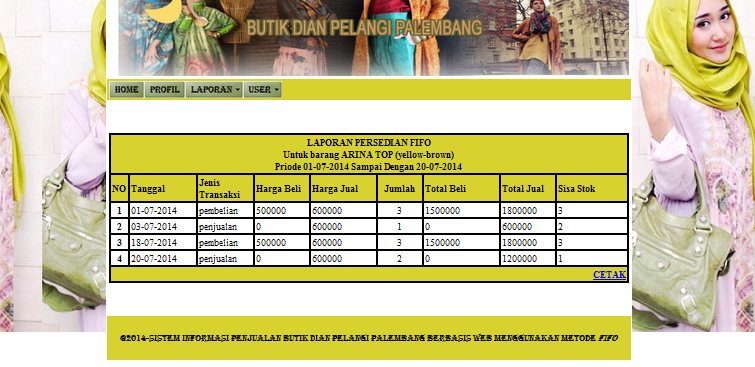 BUTIK DIAN PELANGI PALEMBANG
HOME PROFIL LAPORAN USER
LAPORAN PERSEDIAN FIFO
Untuk barang ARINA TOP (yellow-brown)
Priode 01-07-2014 Sampai Dengan 20-07-2014
NO Tanggal Jenis Transaksi Harga Beli Harga Jual Jumlah Total Beli Total Jual Sisa Stok
1 01-07-2014 pembelian 500000 600000 3 1500000 1800000 3
2 03-07-2014 penjualan 0 600000 1 0 600000 2
3 18-07-2014 pembelian 500000 600000 3 1500000 1800000 3
4 20-07-2014 penjualan 0 600000 2 0 1200000 1
CETAK
©2014-SISTEM INFORMASI PENJUALAN BUTIK DIAN PELANGI PALEMBANG BERBASIS WEB MENGGUNAKAN METODE FIFO